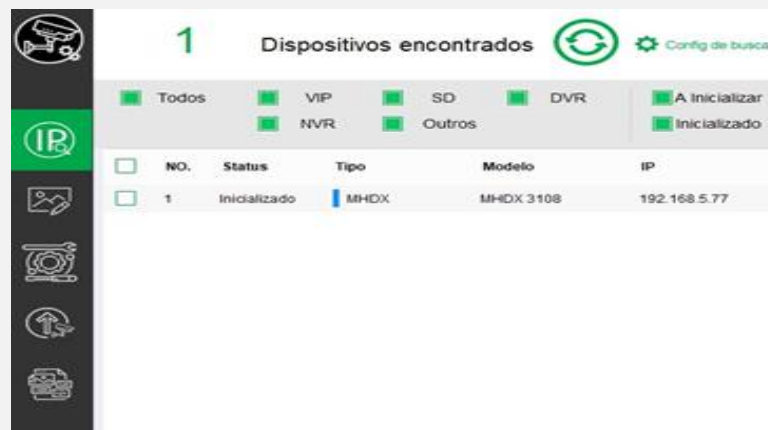 1 Dispositivos encontrados Config de busca
Todos VIP SD DVR A Inicializar
NVR Outros Inicializado
NO. Status Tipo Modelo IP
1 Inicializado MHDX MHDX 3108 192.168.5.77
IP